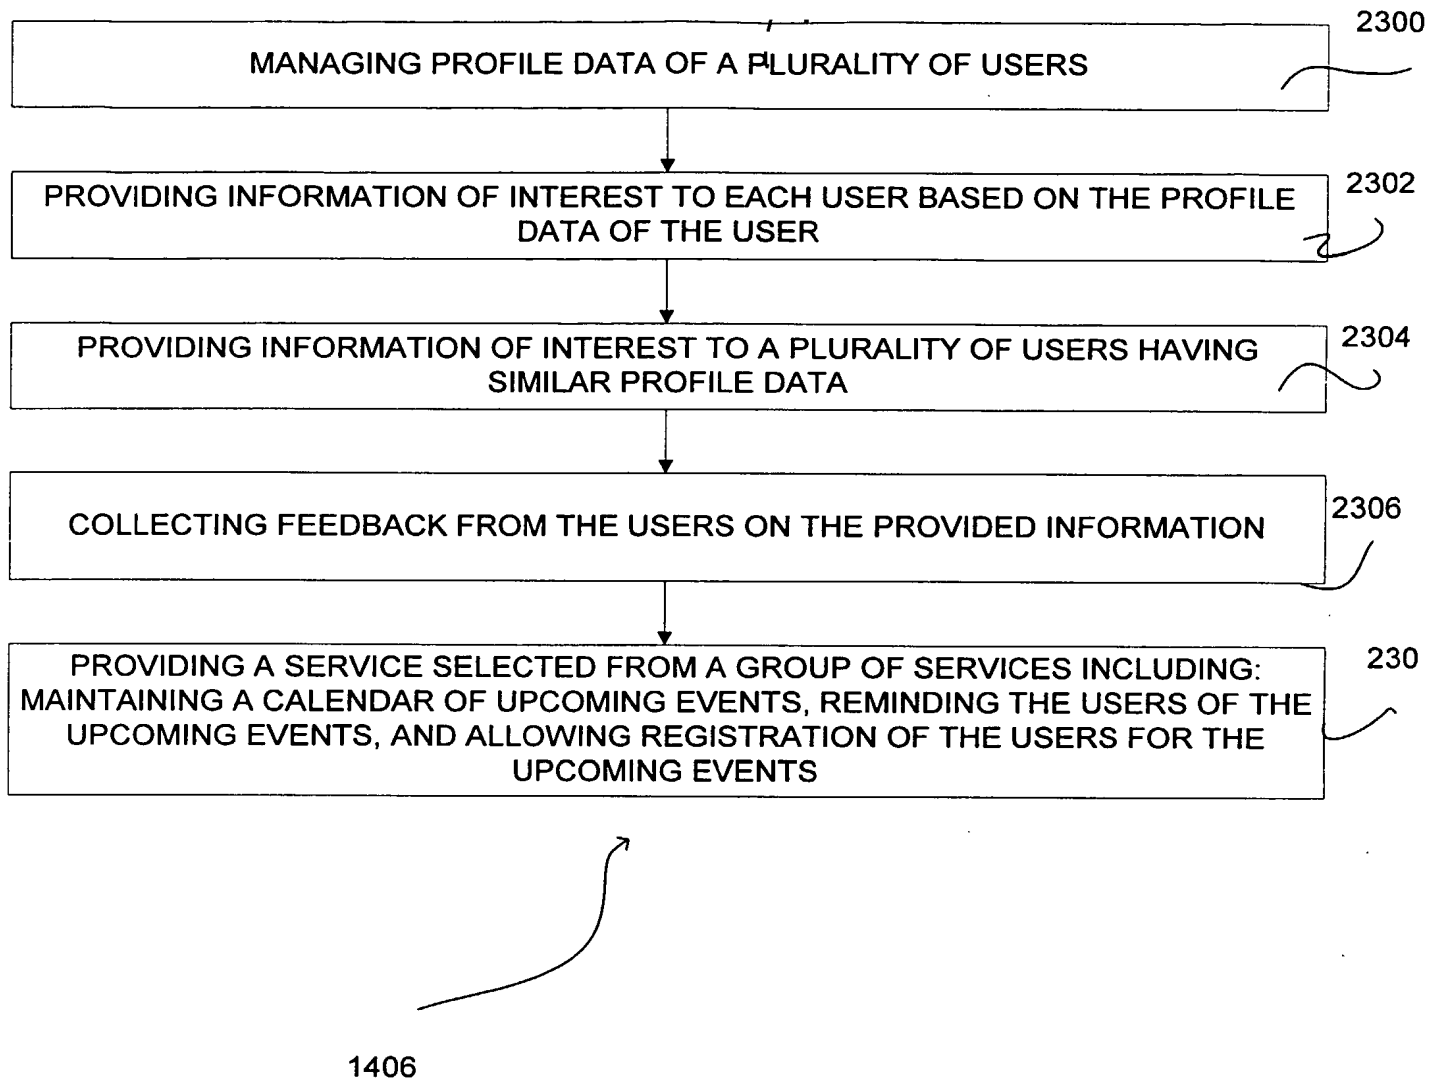 2300
MANAGING PROFILE DATA OF A PLURALITY OF USERS
2302
PROVIDING INFORMATION OF INTEREST TO EACH USER BASED ON THE PROFILE
DATA OF THE USER
2304
PROVIDING INFORMATION OF INTEREST TO A PLURALITY OF USERS HAVING
SIMILAR PROFILE DATA
2306
COLLECTING FEEDBACK FROM THE USERS ON THE PROVIDED INFORMATION
230
PROVIDING A SERVICE SELECTED FROM A GROUP OF SERVICES INCLUDING:
MAINTAINING A CALENDAR OF UPCOMING EVENTS, REMINDING THE USERS OF THE
UPCOMING EVENTS, AND ALLOWING REGISTRATION OF THE USERS FOR THE
UPCOMING EVENTS
1406